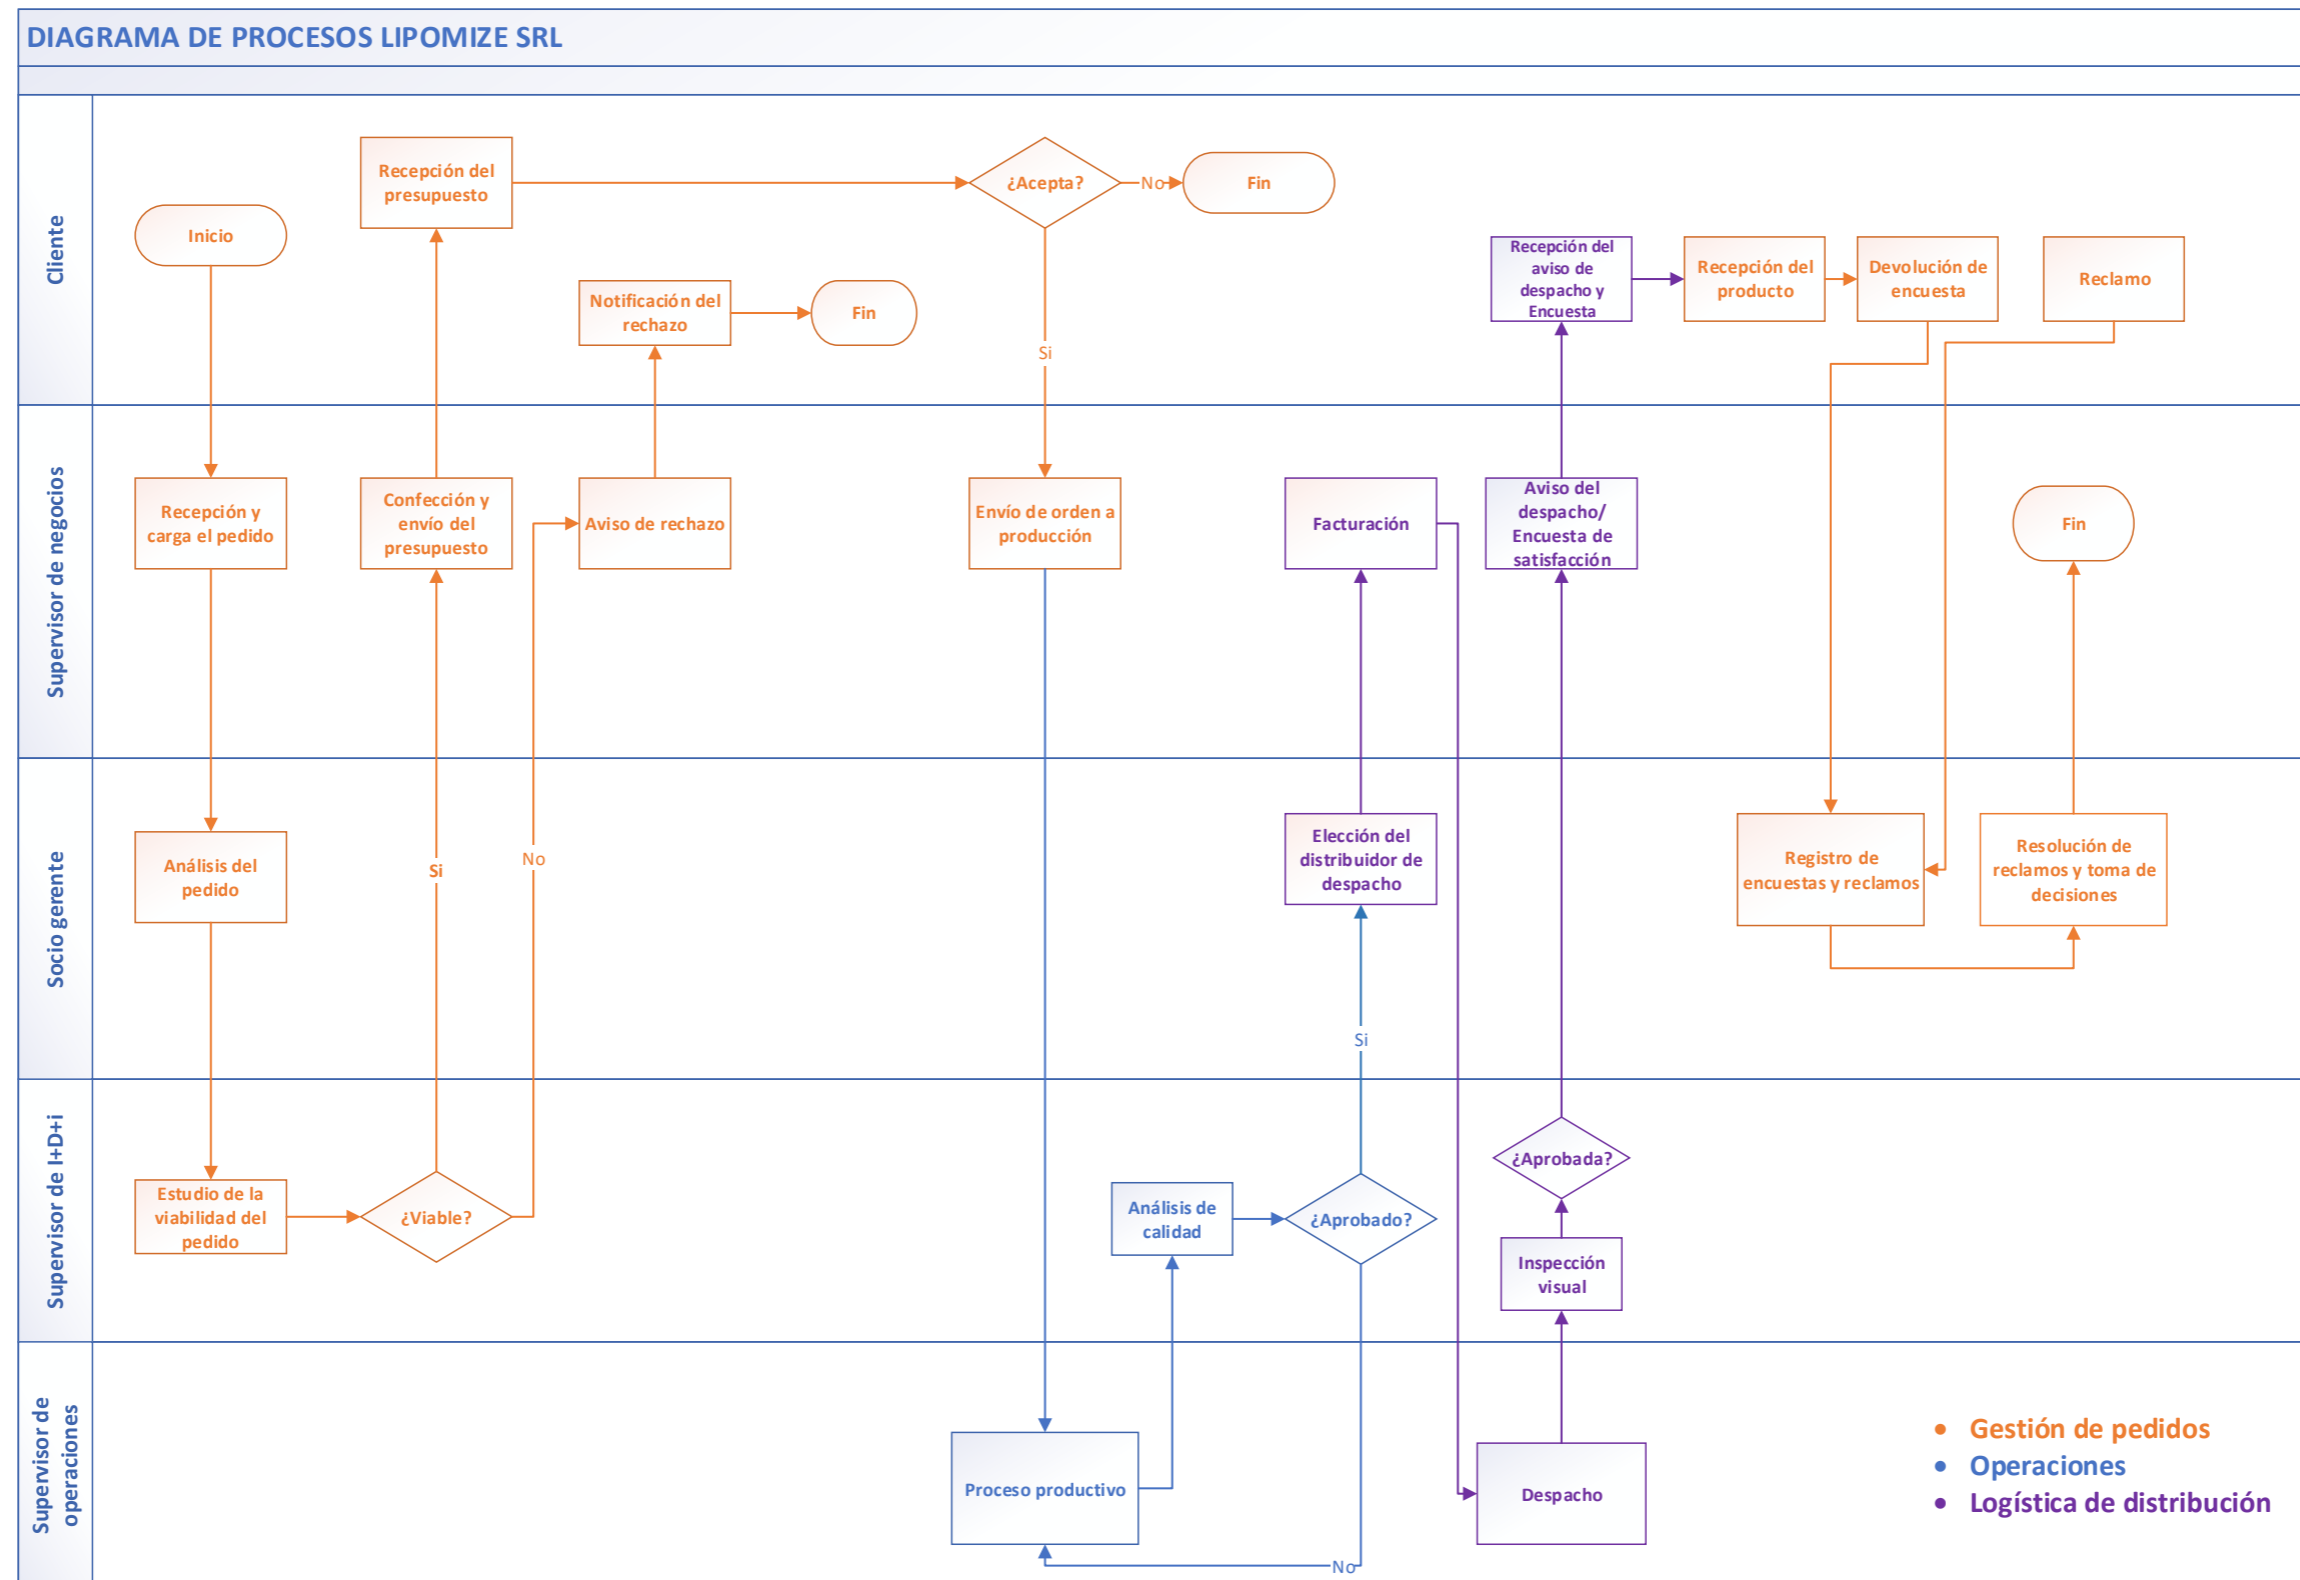 DIAGRAMA DE PROCESOS LIPOMIZE SRL
Cliente
Inicio
Recepción del
presupuesto
Notificación del
rechazo
Fin
¿Acepta?
No
Fin
Si
Recepción del
aviso de
despacho y
Encuesta
Recepción del
producto
Devolución de
encuesta
Reclamo
Supervisor de negocios
Recepción y
carga el pedido
Confección y
envío del
presupuesto
Aviso de rechazo
Envío de orden a
producción
Facturación
Aviso del
despacho/
Encuesta de
satisfacción
Fin
Socio gerente
Análisis del
pedido
Si
No
Elección del
distribuidor de
despacho
Si
Registro de
encuestas y reclamos
Resolución de
reclamos y toma de
decisiones
Supervisor de I+D+i
Estudio de la
viabilidad del
pedido
¿Viable?
Análisis de
calidad
¿Aprobado?
¿Aprobada?
Inspección
visual
Supervisor de
operaciones
Proceso productivo
No
Despacho
• Gestión de pedidos
• Operaciones
• Logística de distribución